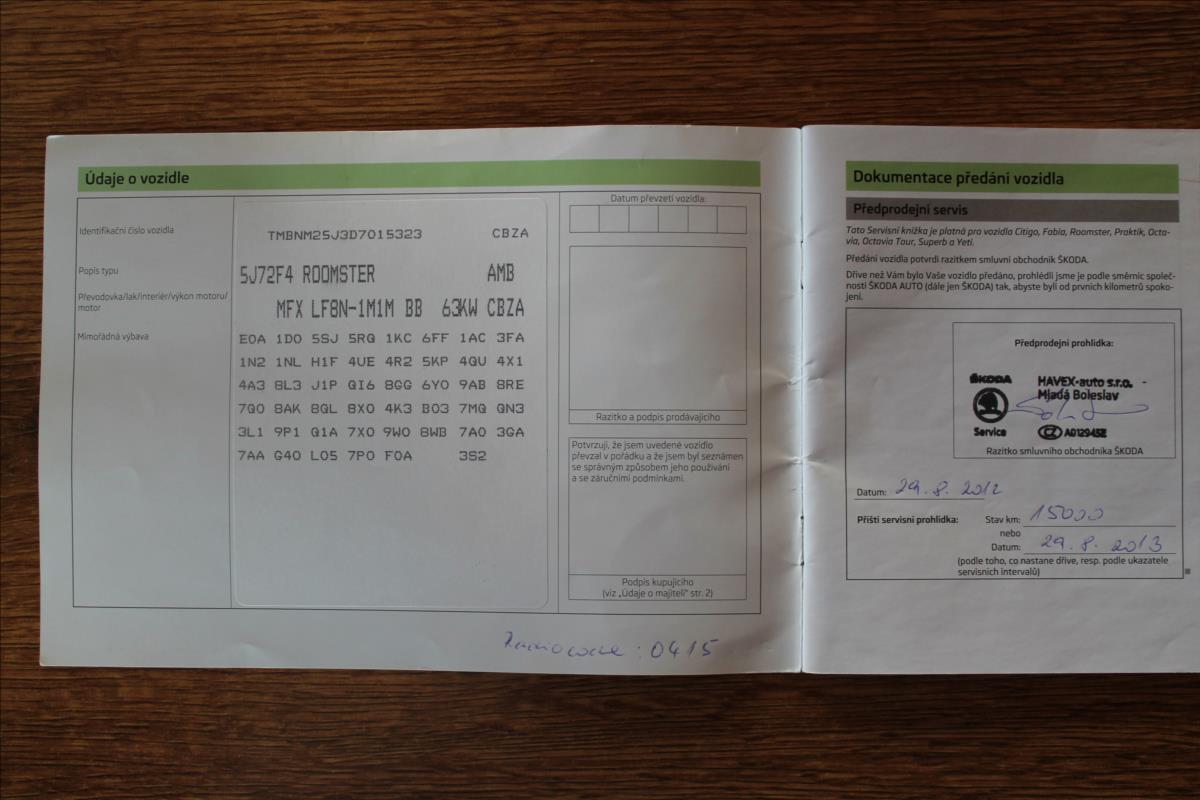 Údaje o vozidle
Identifikační číslo vozidla
TMBNM25J3D7015323 CBZA
Popis typu
5J72F4 ROOMSTER AMB
Převodovka/lak/interiér/výkon motoru/
motor
MFX LF8N-1M1M BB 63KW CBZA
Mimořádná výbava
E0A 1D0 5SJ 5RQ 1KC 6FF 1AC 3FA
1N2 1NL H1F 4UE 4R2 5KP 4GU 4X1
4A3 8L3 J1P QI6 8GG 6Y0 9AB 8RE
7Q0 8AK 8GL 8X0 4K3 B03 7MG QN3
3L1 9P1 Q1A 7X0 9W0 8WB 7A0 3GA
7AA G40 L05 7P0 F0A 3S2
Datum převzetí vozidla:
Razítko a podpis prodávajícího
Potvrzuji, že jsem uvedené vozidlo
převzal v pořádku a že jsem byl seznámen
se správným způsobem jeho používání
a se záručními podmínkami.
Podpis kupujícího
(viz „Údaje o majiteli“ str. 2)
Radiocode : 0415
Dokumentace předání vozidla
Předprodejní servis
Tato Servisní knížka je platná pro vozidla Citigo, Fabia, Roomster, Praktik, Octa-
via, Octavia Tour, Superb a Yeti.
Předání vozidla potvrdí razítkem smluvní obchodník ŠKODA.
Dříve než Vám bylo Vaše vozidlo předáno, prohlédli jsme je podle směrnic společ-
nosti ŠKODA AUTO (dále jen ŠKODA) tak, abyste byli od prvních kilometrů spoko-
jeni.
Předprodejní prohlídka:
ŠKODA HAVEX-auto s.r.o.
Mladá Boleslav
Service CZ A0129452
Razítko smluvního obchodníka ŠKODA
Datum: 29. 8. 2012
Příští servisní prohlídka: Stav km: 15000
nebo
Datum: 29. 8. 2013
(podle toho, co nastane dříve, resp. podle ukazatele
servisních intervalů)